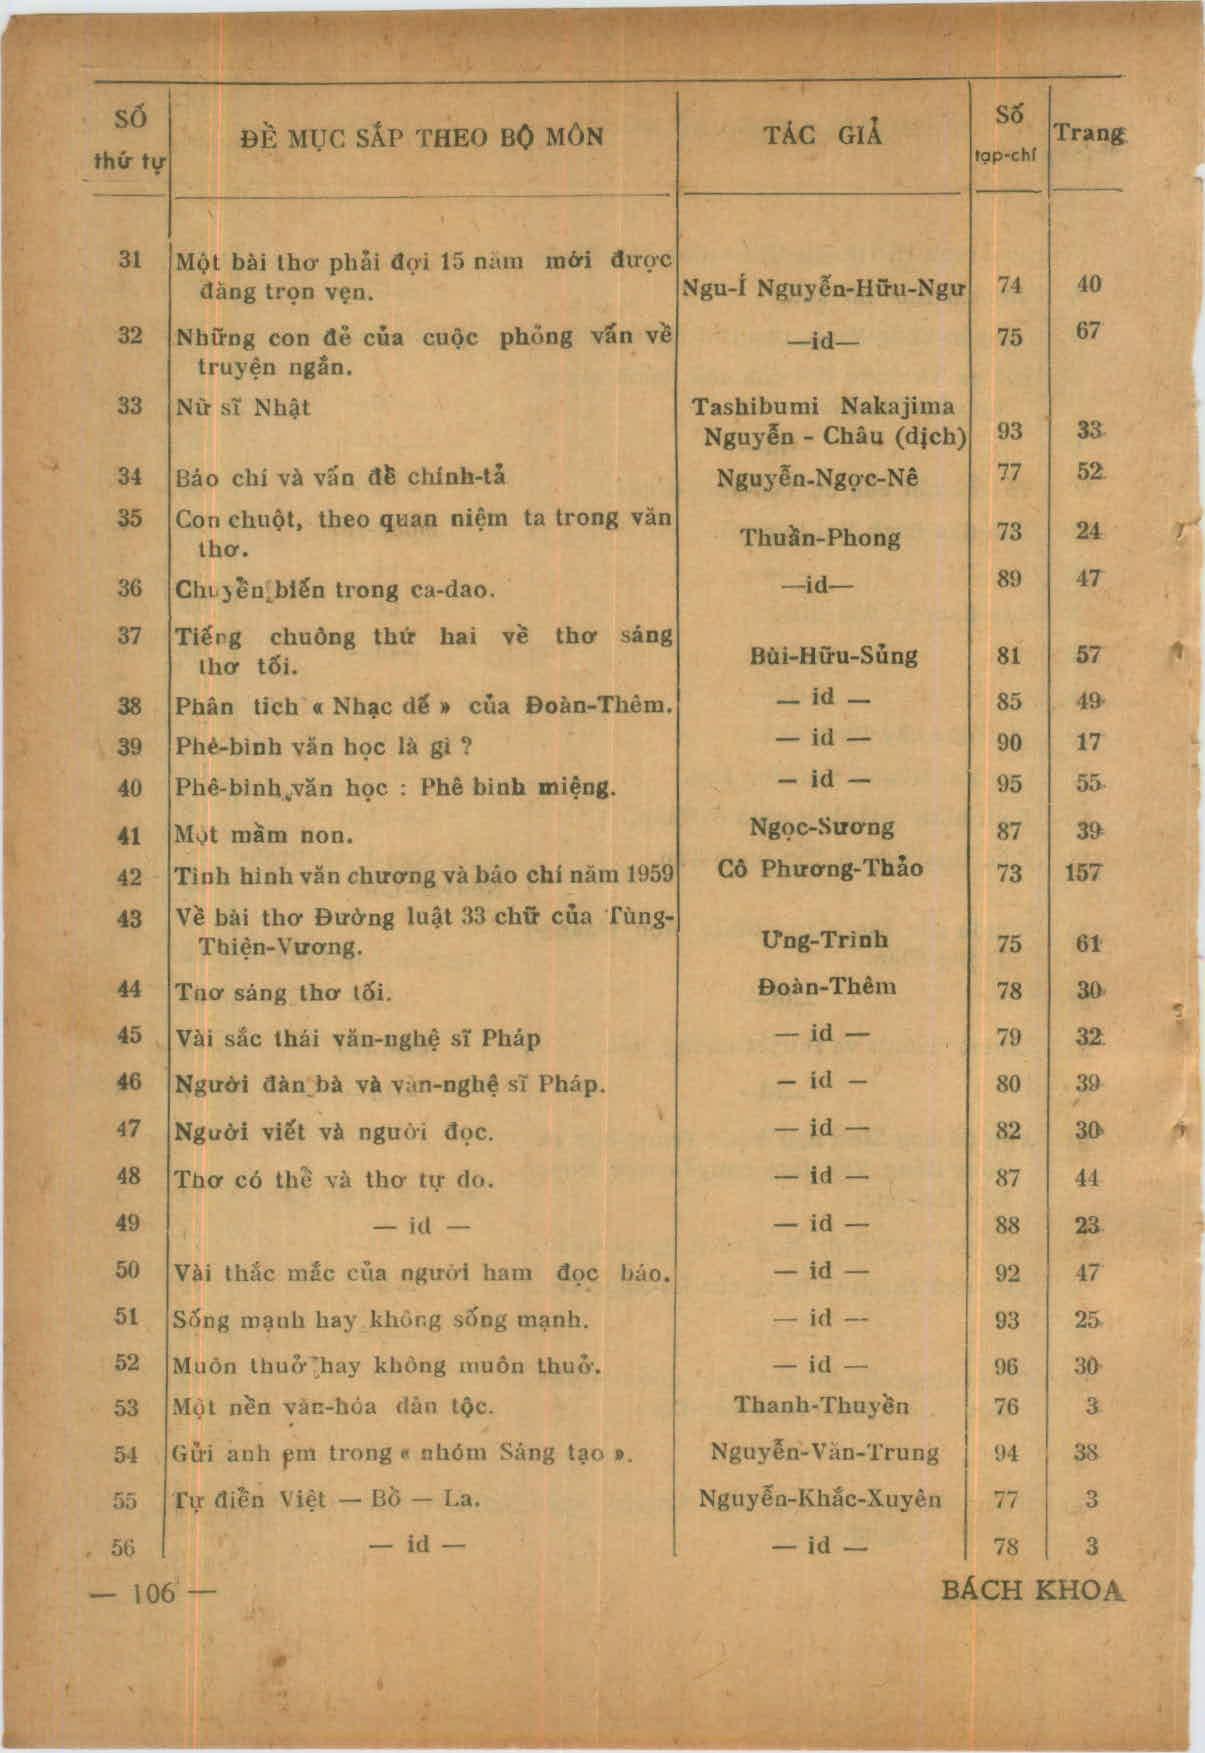 SỐ thứ tự | ĐỀ MỤC SẮP THEO BỘ MÔN | TÁC GIẢ | Số tạp-chí | Trang
31 Một bài thơ phải đợi 15 năm mới được
đăng trọn vẹn. Ngu-Í Nguyễn-Hữu-Ngư 74 40
32 Những con đẻ của cuộc phỏng vấn về —id— 75 67
truyện ngắn.
33 Nữ sĩ Nhật Tashibumi Nakajima
Nguyễn - Châu (dịch) 93 33
34 Báo chí và vấn đề chính-tả Nguyễn-Ngọc-Nê 77 52
35 Con chuột, theo quan niệm ta trong văn
thơ. Thuần-Phong 73 24
36 Chuyển biến trong ca-dao. —id— 89 47
37 Tiếng chuông thứ hai về thơ sáng
thơ tối. Bùi-Hữu-Sủng 81 57
38 Phân tích « Nhạc dế » của Đoàn-Thêm. — id — 85 49
39 Phê-bình văn học là gì ? — id — 90 17
40 Phê-bình văn học : Phê bình miệng. — id — 95 55
41 Một mầm non. Ngọc-Sương 87 39
42 Tình hình văn chương và báo chí năm 1959 Cô Phương-Thảo 73 157
43 Về bài thơ Đường luật 33 chữ của Tùng-
Thiện-Vương. Ưng-Trình 75 61
44 Thơ sáng thơ tối. Đoàn-Thêm 78 30
45 Vài sắc thái văn-nghệ sĩ Pháp — id — 79 32
46 Người đàn bà và văn-nghệ sĩ Pháp. — id — 80 39
47 Người viết và người đọc. — id — 82 30
48 Thơ có thể và thơ tự do. — id — 87 44
49 — id — — id — 88 23
50 Vài thắc mắc của người ham đọc báo. — id — 92 47
51 Sống mạnh hay không sống mạnh. — id — 93 25
52 Muôn thuở hay không muôn thuở. — id — 96 30
53 Một nền văn-hóa dân tộc. Thanh-Thuyền 76 3
54 Gửi anh em trong « nhóm Sáng tạo ». Nguyễn-Văn-Trung 94 38
55 Tự điển Việt — Bồ — La. Nguyễn-Khắc-Xuyên 77 3
56 — id — — id — 78 3
— 106 — BÁCH KHOA